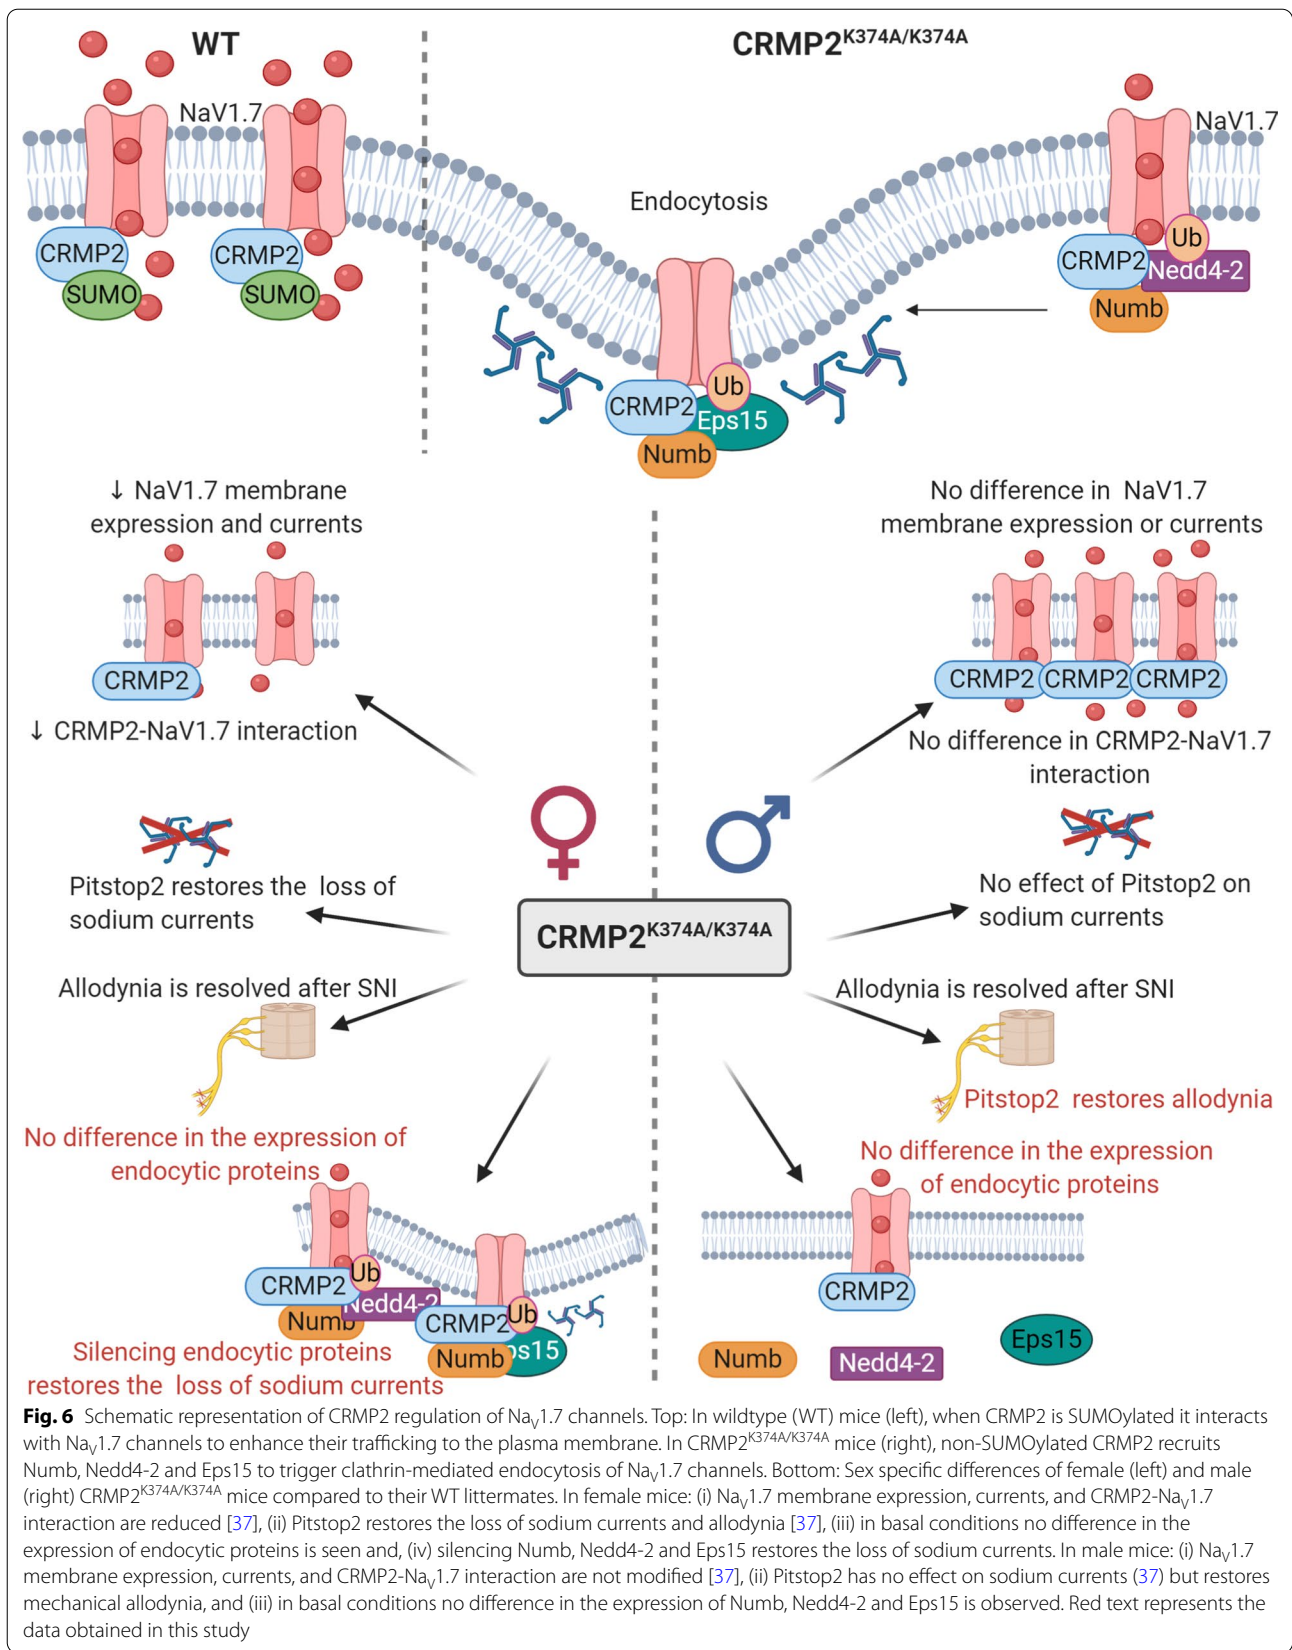 WT
CRMP2K374A/K374A
NaV1.7
NaV1.7
Endocytosis
CRMP2
SUMO
CRMP2
SUMO
CRMP2
Ub
Nedd4-2
Numb
CRMP2
Ub
Eps15
Numb
↓ NaV1.7 membrane
expression and currents
CRMP2
↓ CRMP2-NaV1.7 interaction
No difference in NaV1.7
membrane expression or currents
CRMP2
CRMP2
CRMP2
No difference in CRMP2-NaV1.7
interaction
Pitstop2 restores the loss of
sodium currents
No effect of Pitstop2 on
sodium currents
CRMP2K374A/K374A
Allodynia is resolved after SNI
Allodynia is resolved after SNI
Pitstop2 restores allodynia
No difference in the expression of
endocytic proteins
No difference in the expression
of endocytic proteins
CRMP2
Ub
Nedd4-2
Numb
CRMP2
Ub
ps15
Numb
Silencing endocytic proteins
restores the loss of sodium currents
CRMP2
Numb
Nedd4-2
Eps15
Fig. 6 Schematic representation of CRMP2 regulation of NaV1.7 channels. Top: In wildtype (WT) mice (left), when CRMP2 is SUMOylated it interacts
with NaV1.7 channels to enhance their trafficking to the plasma membrane. In CRMP2K374A/K374A mice (right), non-SUMOylated CRMP2 recruits
Numb, Nedd4-2 and Eps15 to trigger clathrin-mediated endocytosis of NaV1.7 channels. Bottom: Sex specific differences of female (left) and male
(right) CRMP2K374A/K374A mice compared to their WT littermates. In female mice: (i) NaV1.7 membrane expression, currents, and CRMP2-NaV1.7
interaction are reduced [37], (ii) Pitstop2 restores the loss of sodium currents and allodynia [37], (iii) in basal conditions no difference in the
expression of endocytic proteins is seen and, (iv) silencing Numb, Nedd4-2 and Eps15 restores the loss of sodium currents. In male mice: (i) NaV1.7
membrane expression, currents, and CRMP2-NaV1.7 interaction are not modified [37], (ii) Pitstop2 has no effect on sodium currents (37) but restores
mechanical allodynia, and (iii) in basal conditions no difference in the expression of Numb, Nedd4-2 and Eps15 is observed. Red text represents the
data obtained in this study